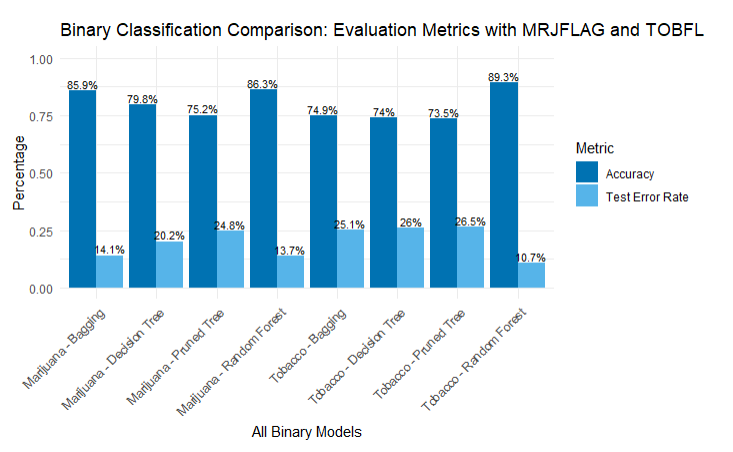 Binary Classification Comparison: Evaluation Metrics with MRJFLAG and TOBFL
Percentage
1.00
0.75
0.50
0.25
0.00
85.9%
14.1%
79.8%
20.2%
75.2%
24.8%
86.3%
13.7%
74.9%
25.1%
74%
26%
73.5%
26.5%
89.3%
10.7%
Marijuana - Bagging
Marijuana - Decision Tree
Marijuana - Pruned Tree
Marijuana - Random Forest
Tobacco - Bagging
Tobacco - Decision Tree
Tobacco - Pruned Tree
Tobacco - Random Forest
All Binary Models
Metric
Accuracy
Test Error Rate